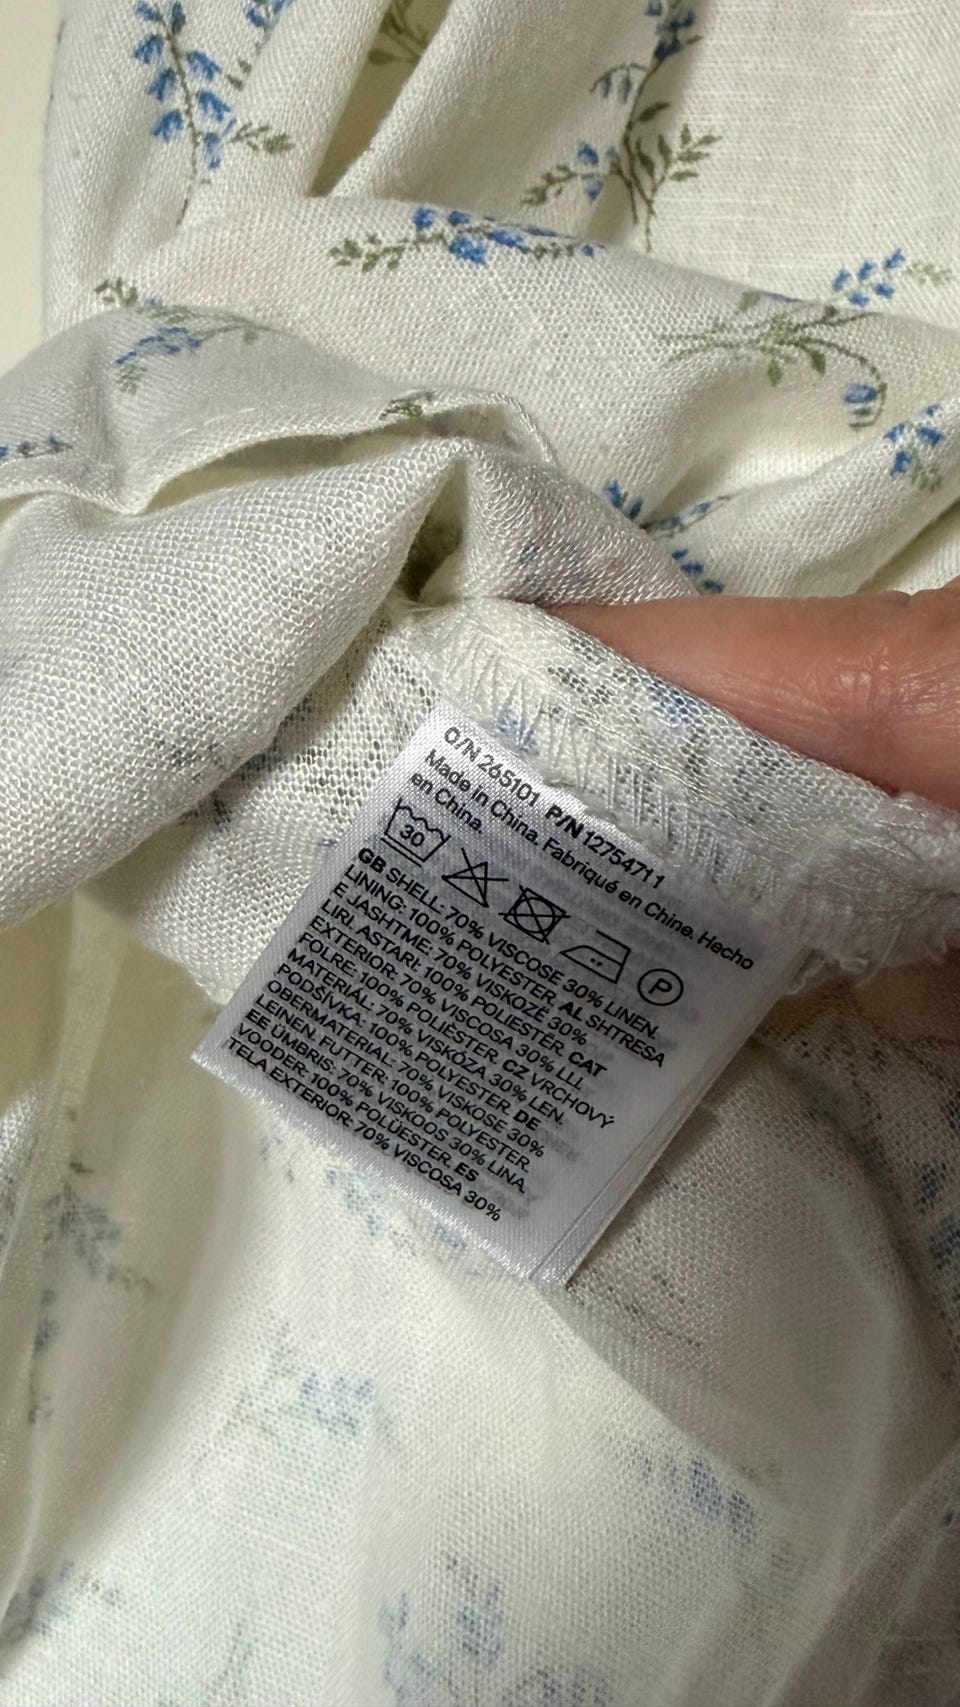 O/N 265101 P/N 12754711
Made in China. Fabriqué en Chine. Hecho
en China.
30
P
GB SHELL: 70% VISCOSE 30% LINEN.
LINING: 100% POLYESTER. AL SHTRESA
E JASHTME: 70% VISKOZË 30%
LIRI. ASTARI: 100% POLIESTËR. CAT
EXTERIOR: 70% VISCOSA 30% LLI.
FOLRE: 100% POLIÈSTER. CZ VRCHOVÝ
MATERIÁL: 70% VISKÓZA 30% LEN.
PODŠÍVKA: 100% POLYESTER. DE
OBERMATERIAL: 70% VISKOSE 30%
LEINEN. FUTTER: 100% POLYESTER.
EE ÜMBRIS: 70% VISKOOS 30% LINA.
VOODER: 100% POLÜESTER. ES
TELA EXTERIOR: 70% VISCOSA 30%